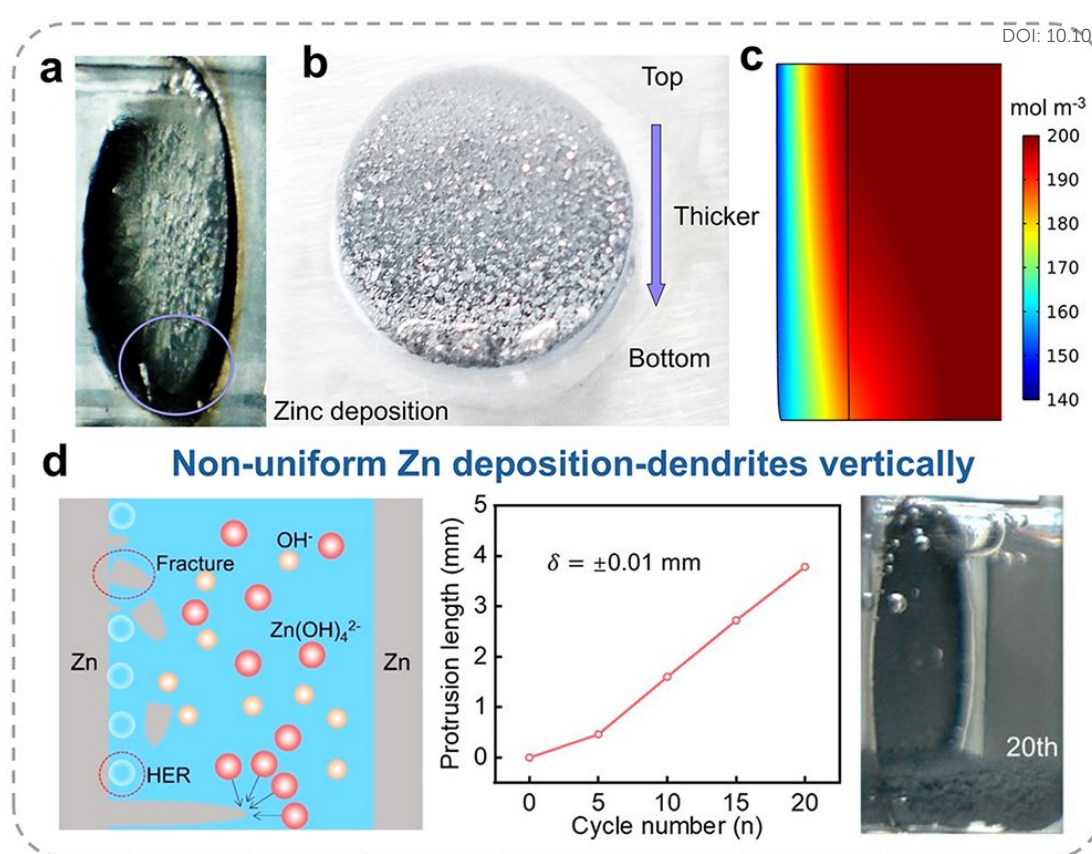 DOI: 10.10
a
b
c
Top
Thicker
Bottom
Zinc deposition
mol m⁻³
200
190
180
170
160
150
140
d
Non-uniform Zn deposition-dendrites vertically
OH⁻
Fracture
Zn(OH)₄²⁻
Zn
Zn
HER
Protrusion length (mm)
5
4
3
2
1
0
δ = ±0.01 mm
0 5 10 15 20
Cycle number (n)
20th